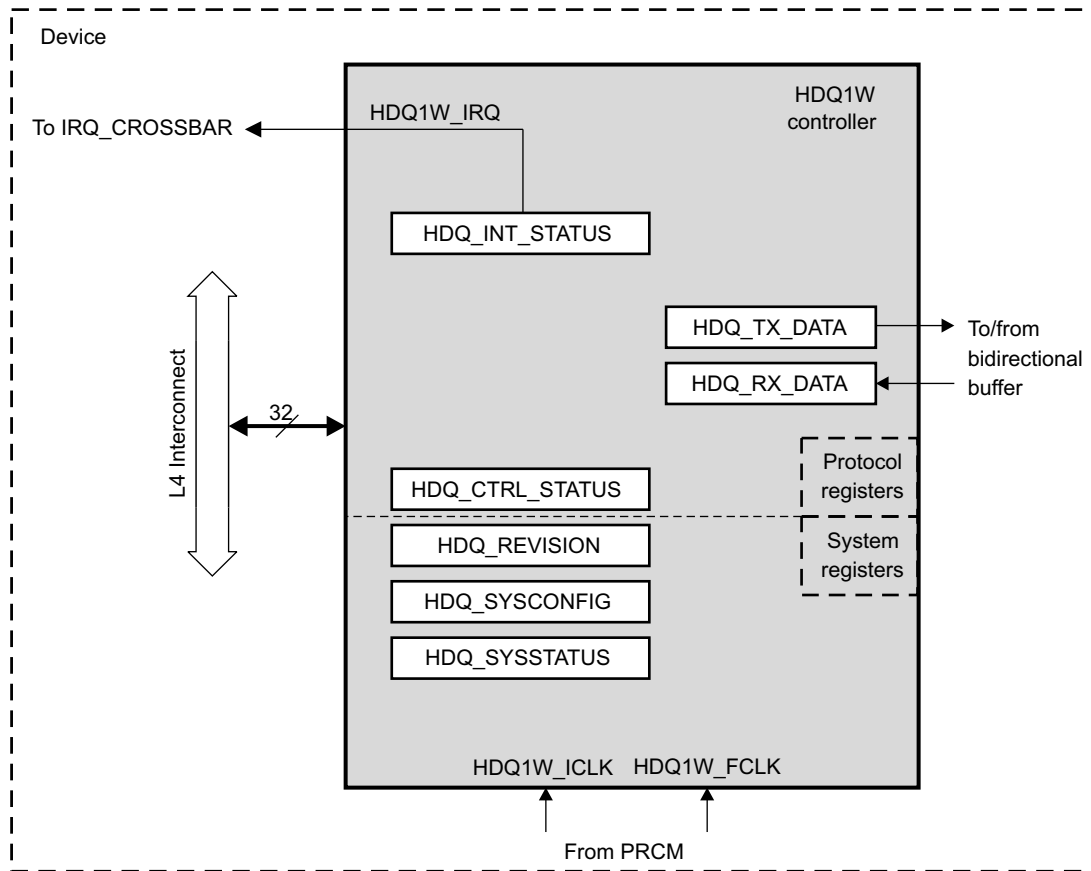 Device
HDQ1W
controller
HDQ1W_IRQ
To IRQ_CROSSBAR
HDQ_INT_STATUS
HDQ_TX_DATA
To/from
bidirectional
buffer
HDQ_RX_DATA
32
L4 Interconnect
Protocol
registers
HDQ_CTRL_STATUS
HDQ_REVISION
System
registers
HDQ_SYSCONFIG
HDQ_SYSSTATUS
HDQ1W_ICLK
HDQ1W_FCLK
From PRCM